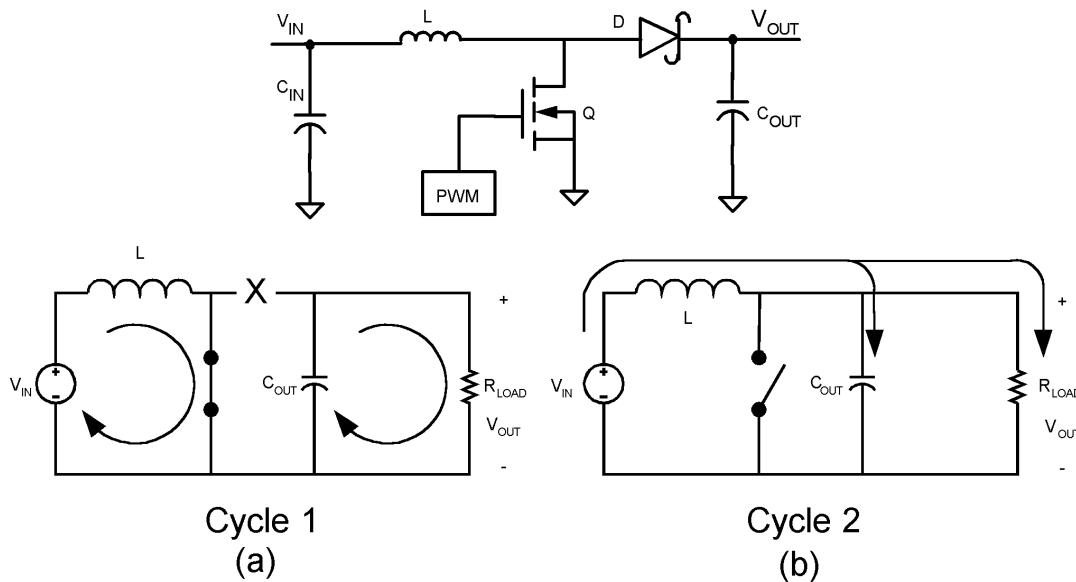 VIN
L
D
VOUT
CIN
Q
COUT
PWM
L
X
+
VIN
+
-
COUT
RLOAD
VOUT
-
Cycle 1
(a)
L
+
VIN
+
-
COUT
RLOAD
VOUT
-
Cycle 2
(b)